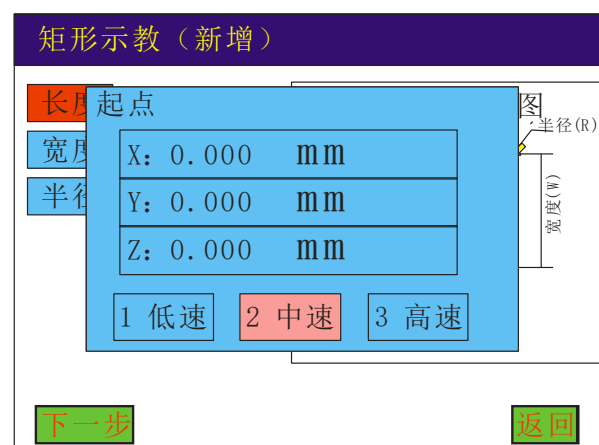 矩形示教（新增）
长度
起点
图
半径(R)
宽度
X: 0.000 mm
半径
Y: 0.000 mm
宽度(W)
Z: 0.000 mm
1 低速
2 中速
3 高速
下一步
返回